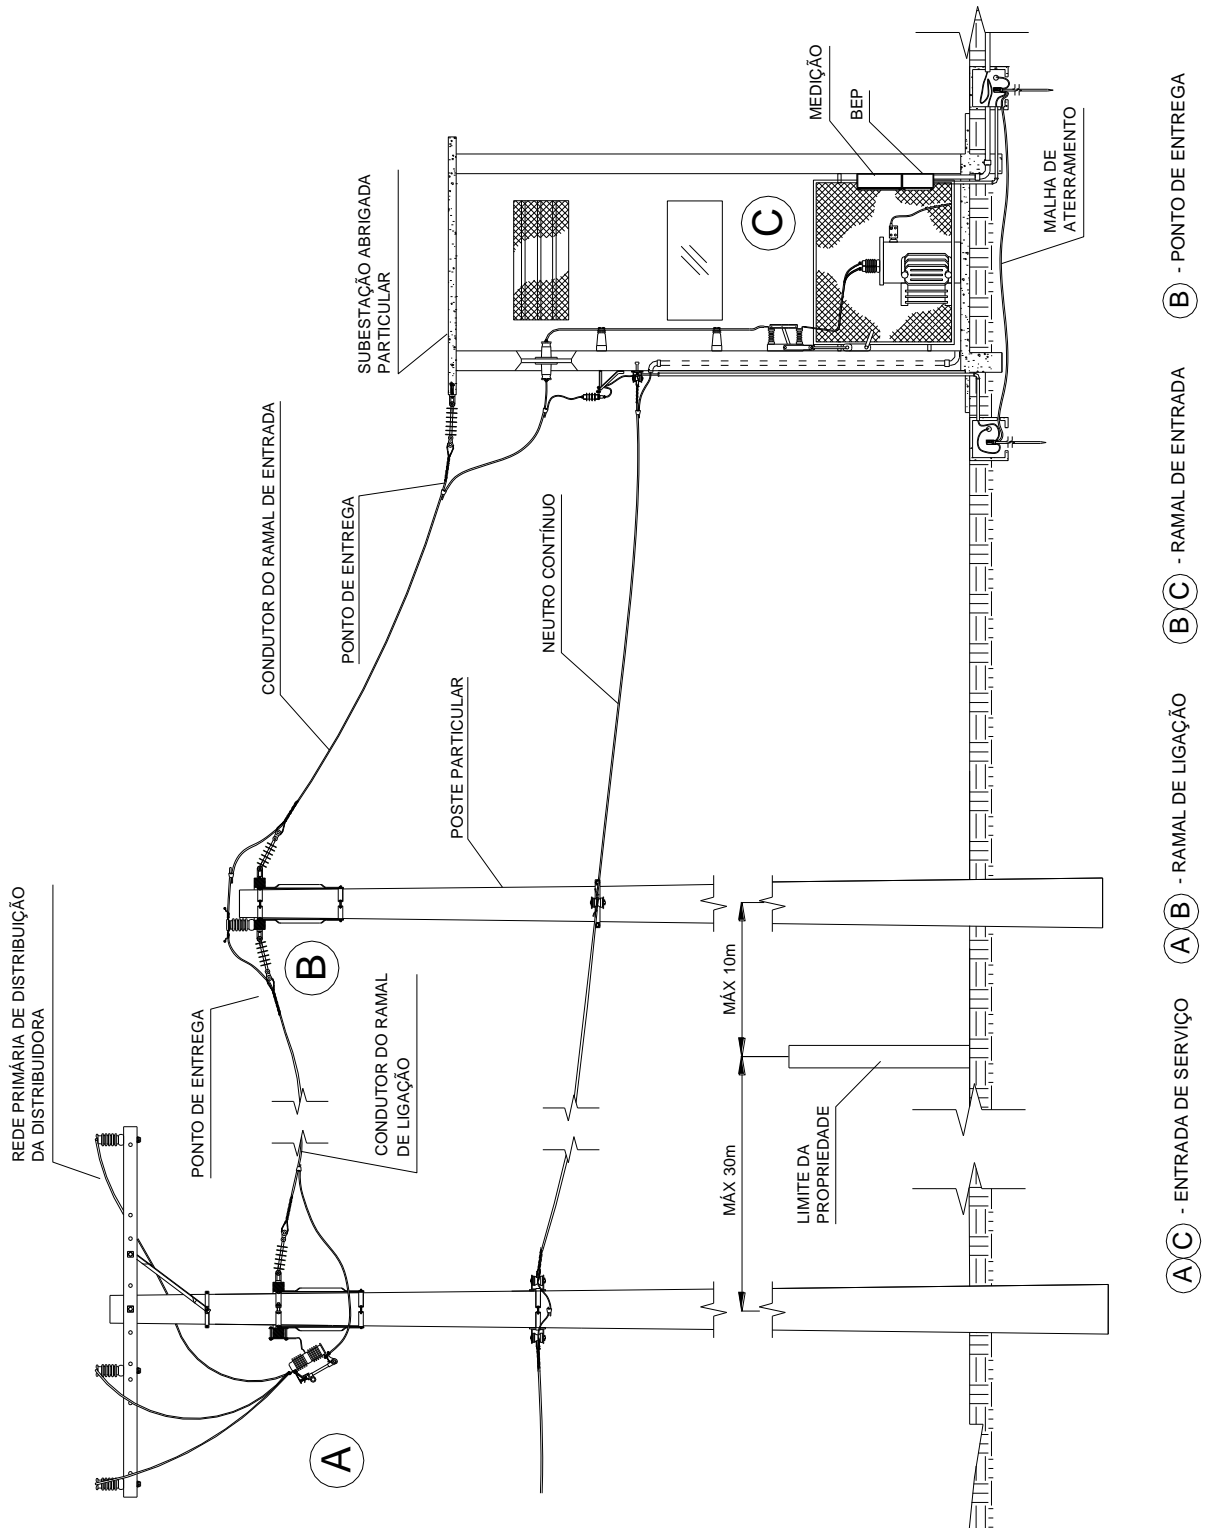 REDE PRIMÁRIA DE DISTRIBUIÇÃO
DA DISTRIBUIDORA
PONTO DE ENTREGA
CONDUTOR DO RAMAL
DE LIGAÇÃO
A
B
POSTE PARTICULAR
CONDUTOR DO RAMAL DE ENTRADA
PONTO DE ENTREGA
SUBESTAÇÃO ABRIGADA
PARTICULAR
NEUTRO CONTÍNUO
C
MEDIÇÃO
BEP
MALHA DE
ATERRAMENTO
MÁX 30m
MÁX 10m
LIMITE DA
PROPRIEDADE
A C - ENTRADA DE SERVIÇO
A B - RAMAL DE LIGAÇÃO
B C - RAMAL DE ENTRADA
B - PONTO DE ENTREGA